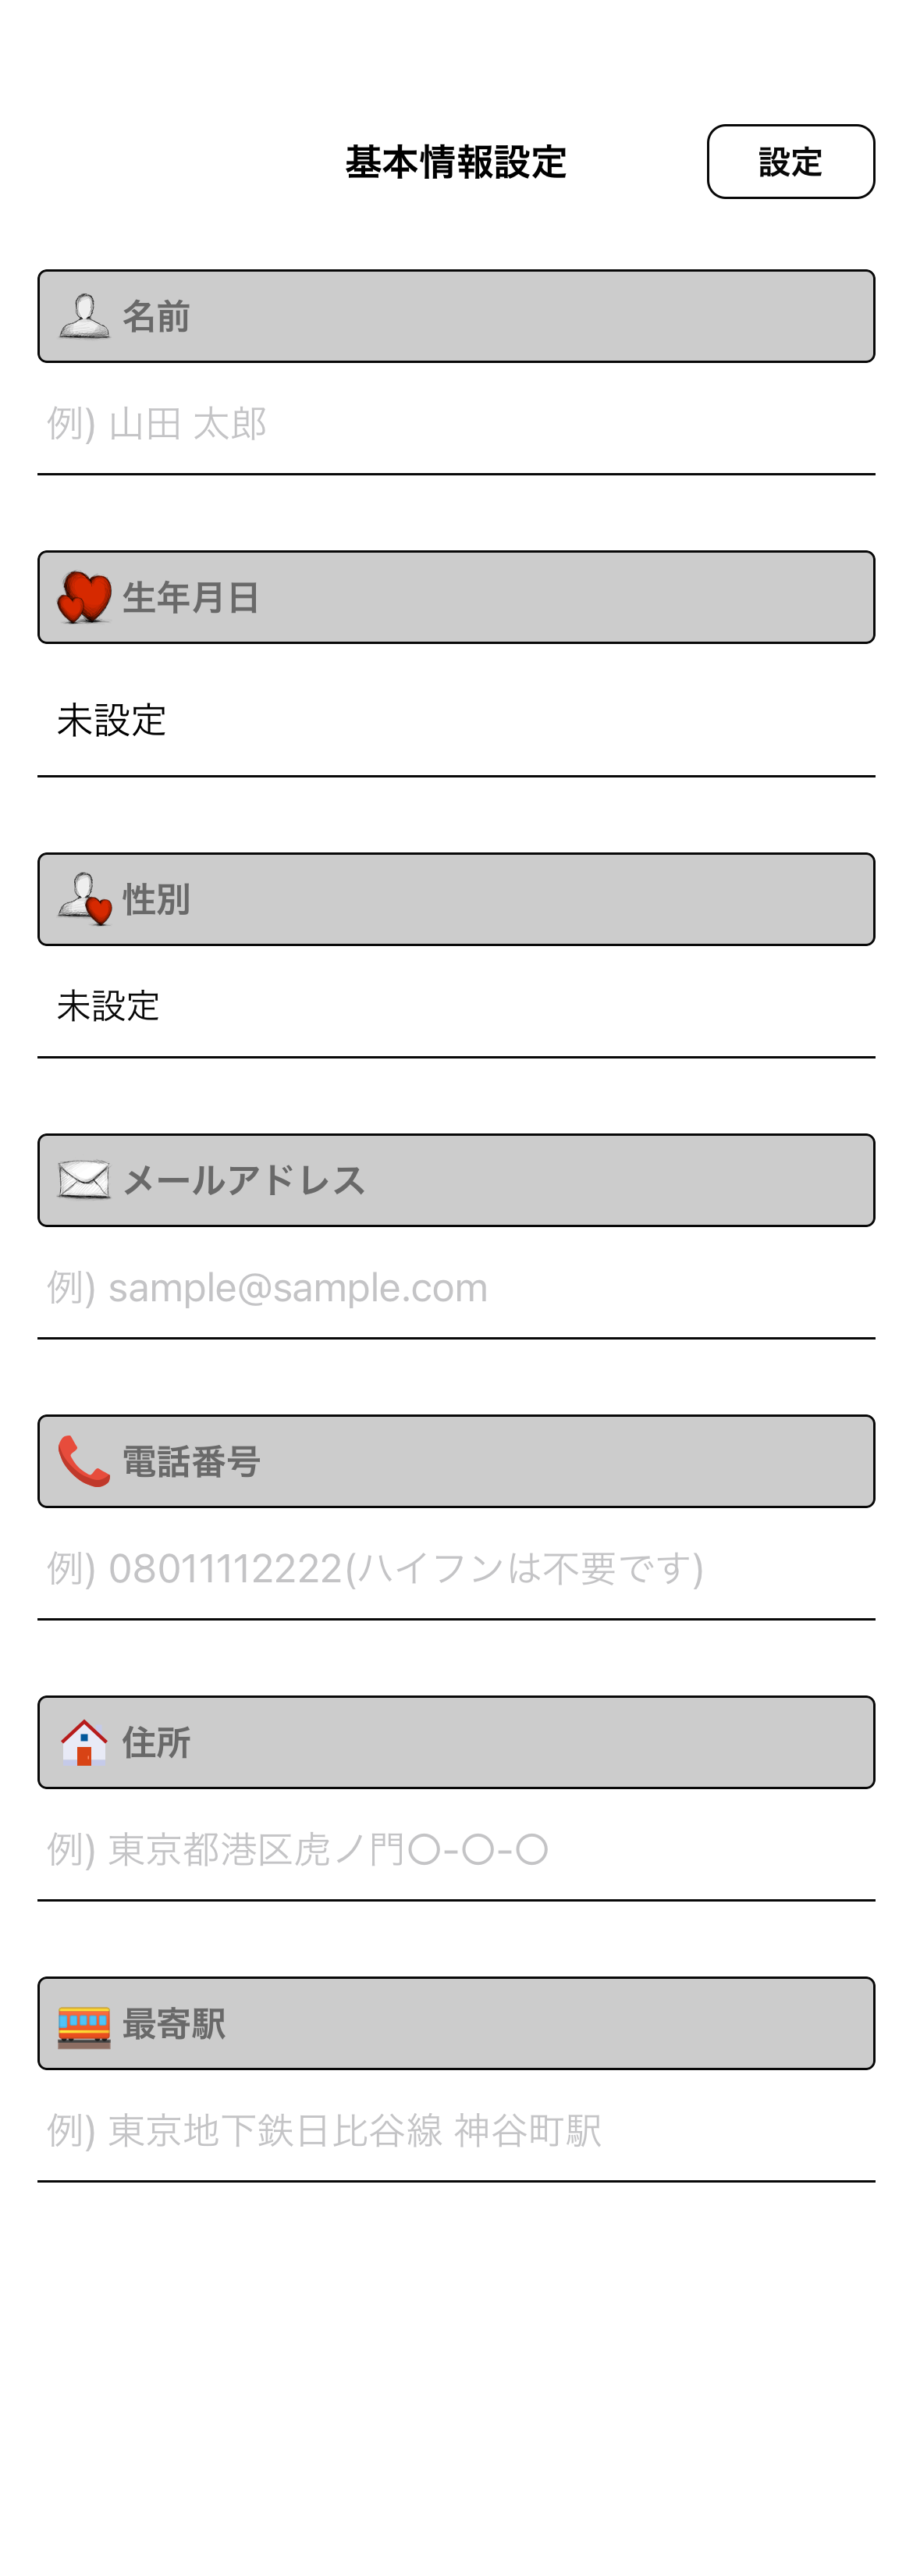 基本情報設定
設定
名前
例) 山田 太郎
生年月日
未設定
性別
未設定
メールアドレス
例) sample@sample.com
電話番号
例) 08011112222(ハイフンは不要です)
住所
例) 東京都港区虎ノ門〇-〇-〇
最寄駅
例) 東京地下鉄日比谷線 神谷町駅